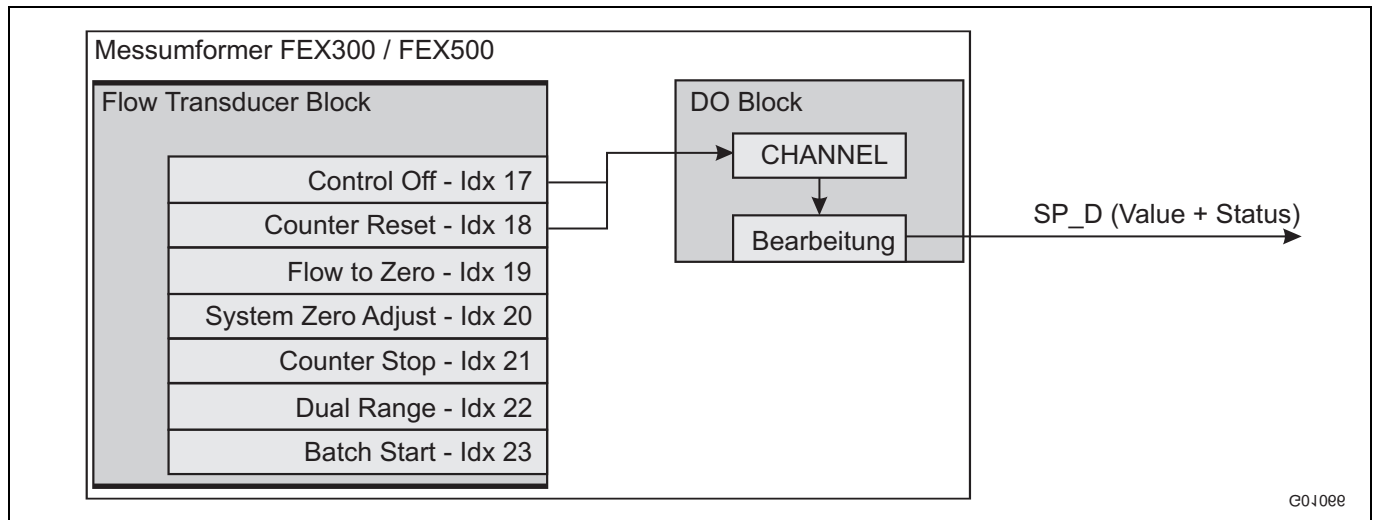 Messumformer FEX300 / FEX500
Flow Transducer Block
Control Off - Idx 17
Counter Reset - Idx 18
Flow to Zero - Idx 19
System Zero Adjust - Idx 20
Counter Stop - Idx 21
Dual Range - Idx 22
Batch Start - Idx 23
DO Block
CHANNEL
Bearbeitung
SP_D (Value + Status)
G01066